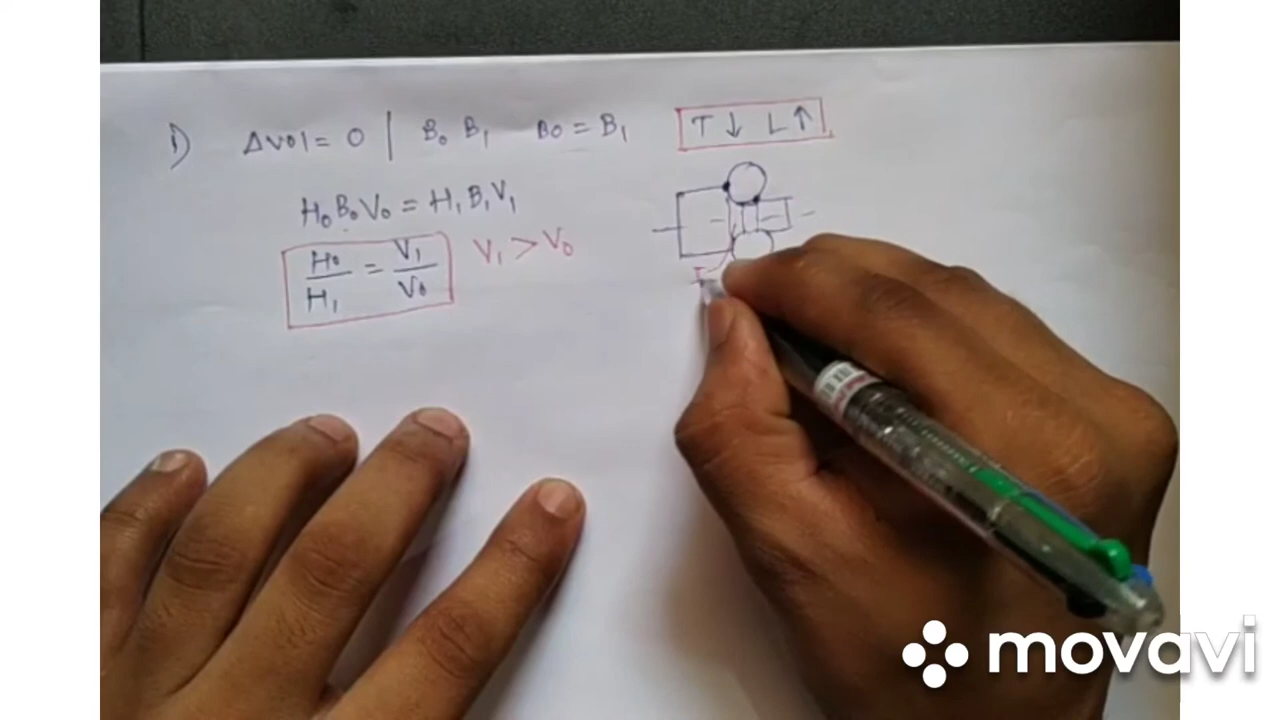 1) Δvol = 0 | B₀ B₁ B₀ = B₁ T ↓ L ↑
H₀B₀V₀ = H₁B₁V₁
H₀/H₁ = V₁/V₀ V₁ > V₀
movavi